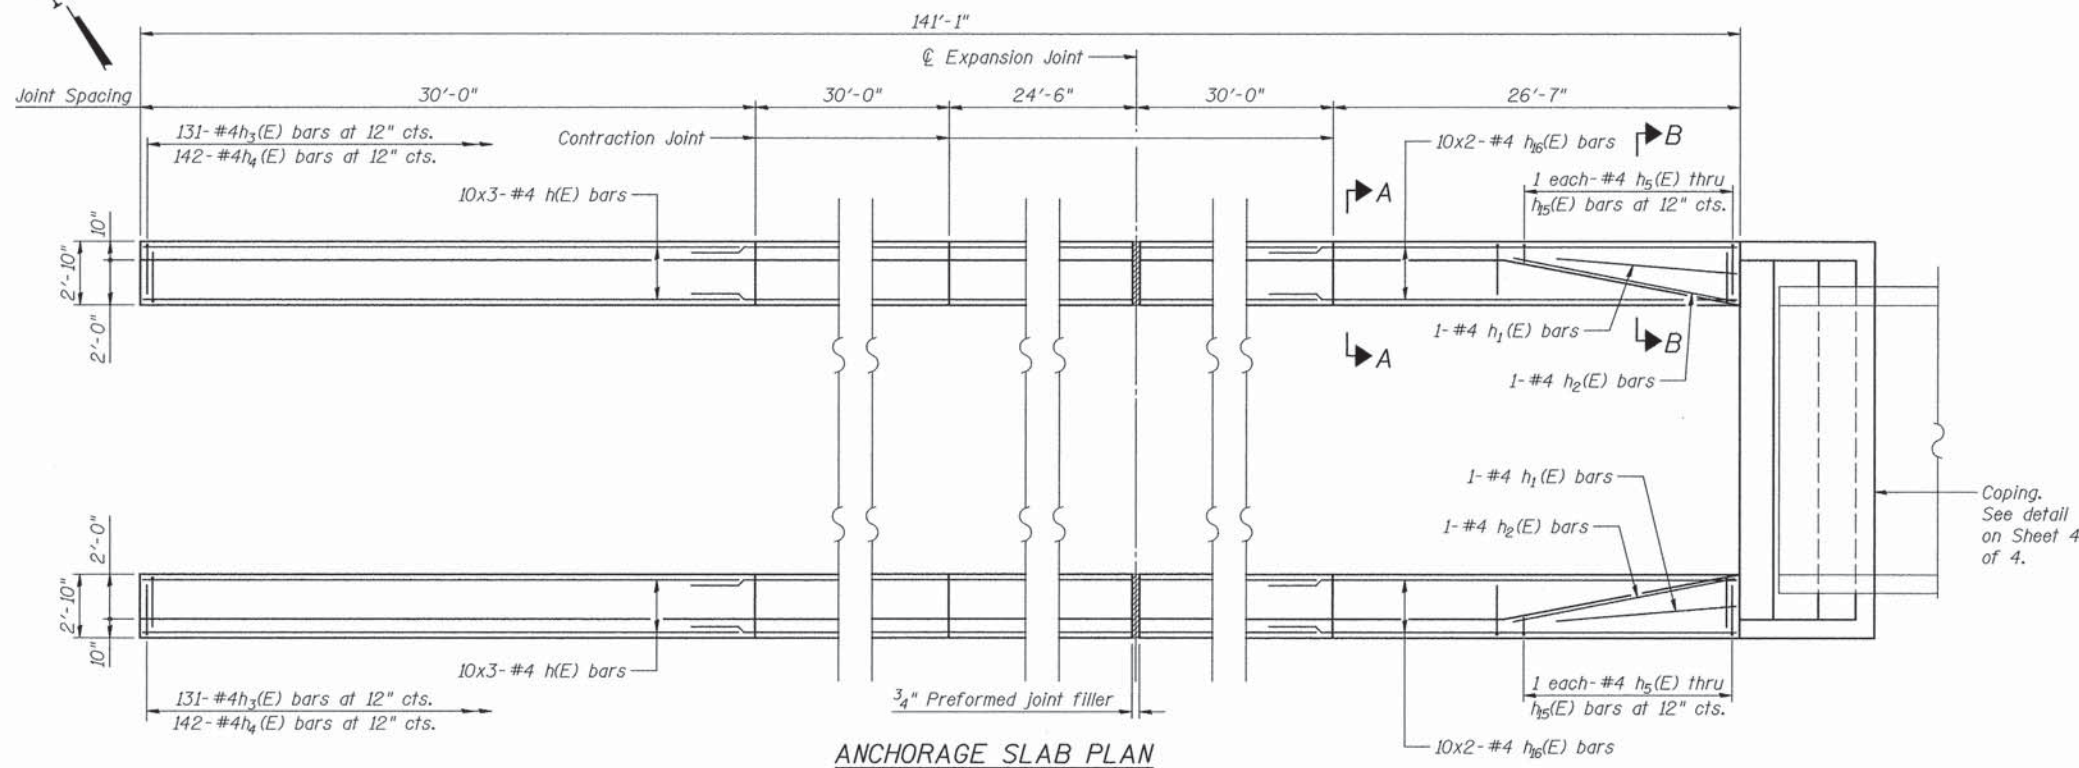 141'-1"
℄ Expansion Joint
Joint Spacing
30'-0"
30'-0"
24'-6"
30'-0"
26'-7"
131-#4h3(E) bars at 12" cts.
142-#4h4(E) bars at 12" cts.
Contraction Joint
10x2-#4 h16(E) bars
B
10x3-#4 h(E) bars
A
1 each-#4 h5(E) thru
h15(E) bars at 12" cts.
10"
2'-10"
2'-0"
1-#4 h1(E) bars
B
A
1-#4 h2(E) bars
1-#4 h1(E) bars
1-#4 h2(E) bars
Coping.
See detail
on Sheet 4
of 4.
2'-0"
2'-10"
10"
10x3-#4 h(E) bars
131-#4h3(E) bars at 12" cts.
142-#4h4(E) bars at 12" cts.
3/4" Preformed joint filler
1 each-#4 h5(E) thru
h15(E) bars at 12" cts.
10x2-#4 h16(E) bars
ANCHORAGE SLAB PLAN